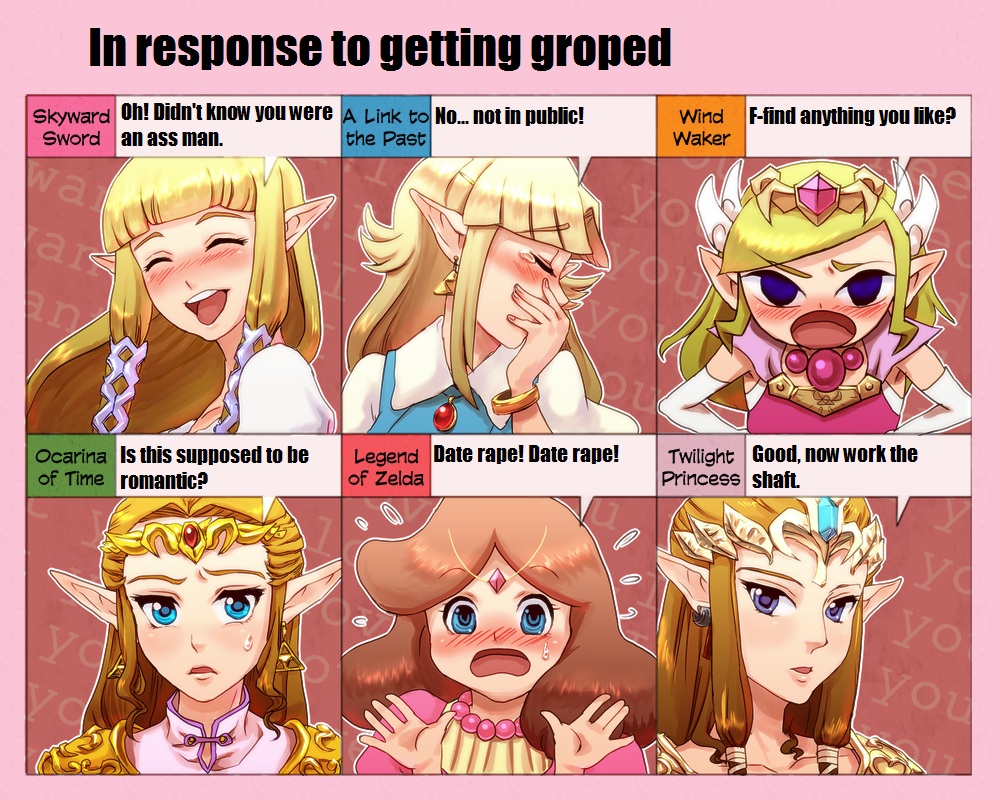 In response to getting groped
Skyward
Sword
Oh! Didn't know you were
an ass man.
A Link to
the Past
No... not in public!
Wind
Waker
F-find anything you like?
Ocarina
of Time
Is this supposed to be
romantic?
Legend
of Zelda
Date rape! Date rape!
Twilight
Princess
Good, now work the
shaft.